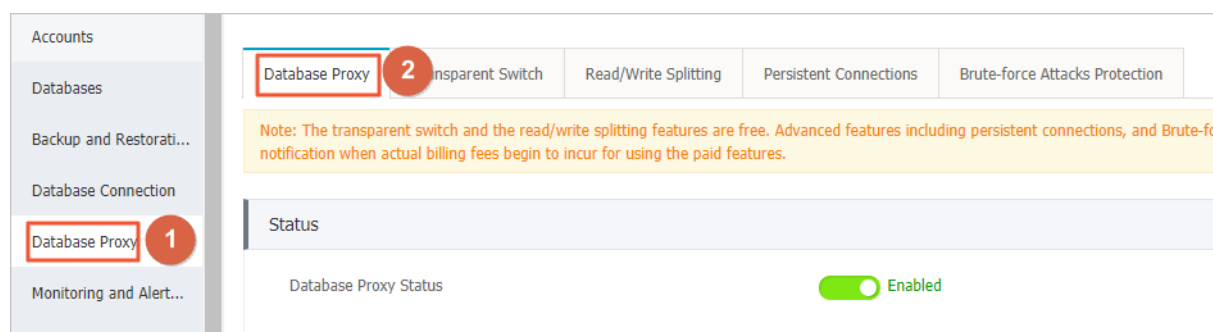 Accounts
Databases
Backup and Restorati...
Database Connection
Database Proxy 1
Monitoring and Alert...
Database Proxy 2 nsparent Switch Read/Write Splitting Persistent Connections Brute-force Attacks Protection
Note: The transparent switch and the read/write splitting features are free. Advanced features including persistent connections, and Brute-fo
notification when actual billing fees begin to incur for using the paid features.
Status
Database Proxy Status Enabled